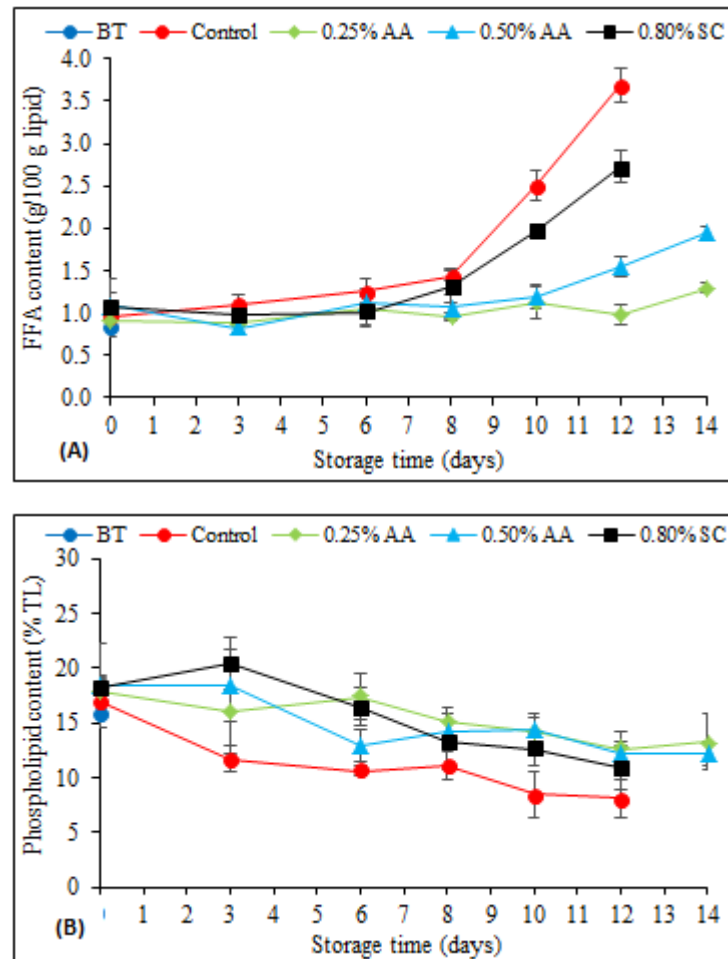 BT Control 0.25% AA 0.50% AA 0.80% SC
4.0
3.5
3.0
2.5
2.0
1.5
1.0
0.5
0.0
FFA content (g/100 g lipid)
0 1 2 3 4 5 6 7 8 9 10 11 12 13 14
(A)
Storage time (days)
BT Control 0.25% AA 0.50% AA 0.80% SC
30
25
20
15
10
5
0
Phospholipid content (% TL)
1 2 3 4 5 6 7 8 9 10 11 12 13 14
(B)
Storage time (days)